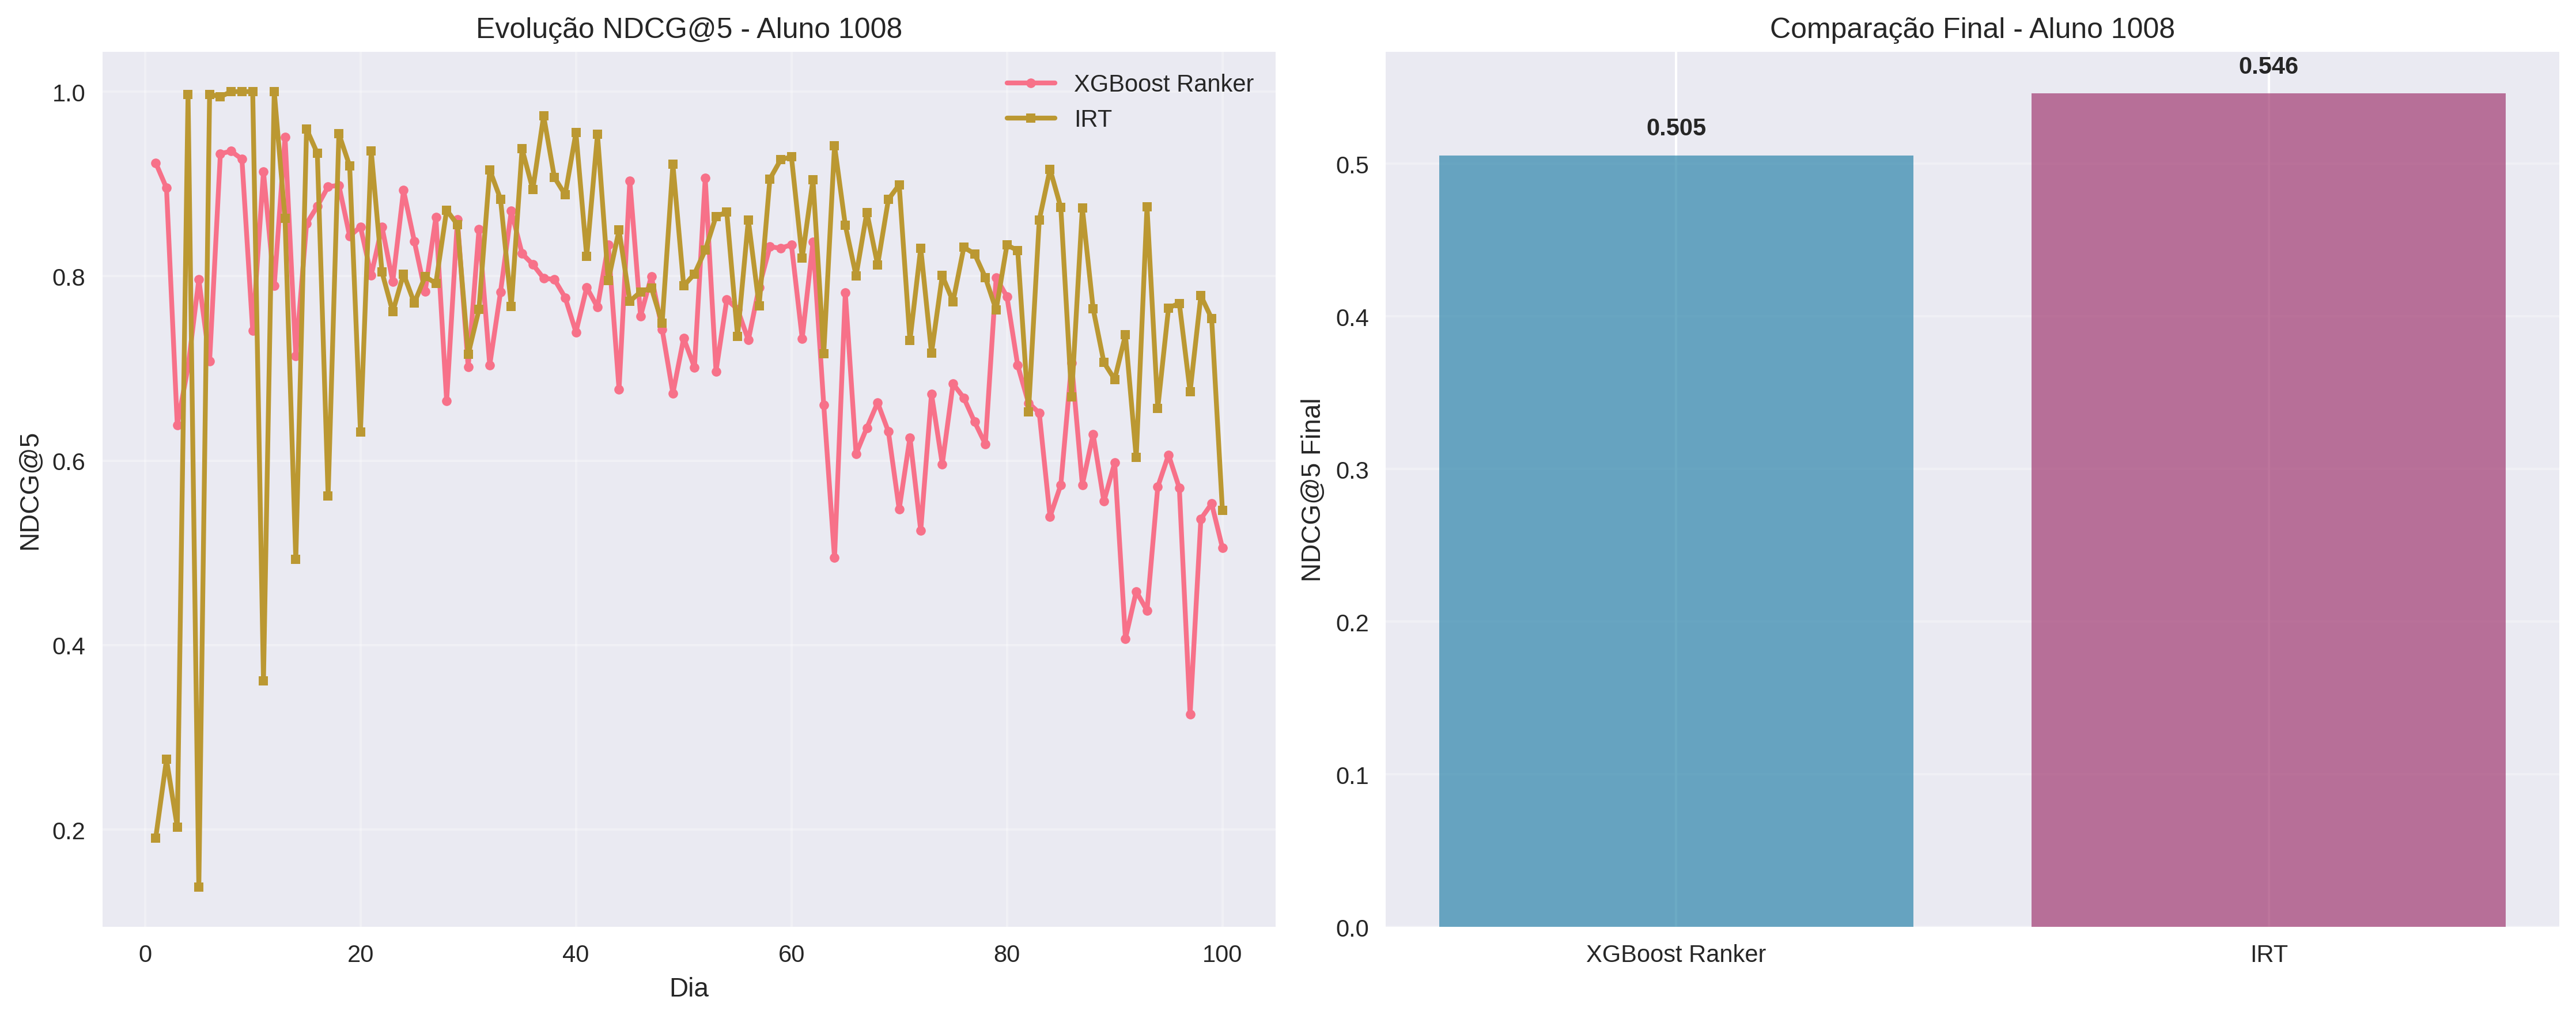 Evolução NDCG@5 - Aluno 1008
XGBoost Ranker
IRT
NDCG@5
1.0
0.8
0.6
0.4
0.2
0
20
40
60
80
100
Dia
Comparação Final - Aluno 1008
NDCG@5 Final
0.5
0.4
0.3
0.2
0.1
0.0
0.505
0.546
XGBoost Ranker
IRT